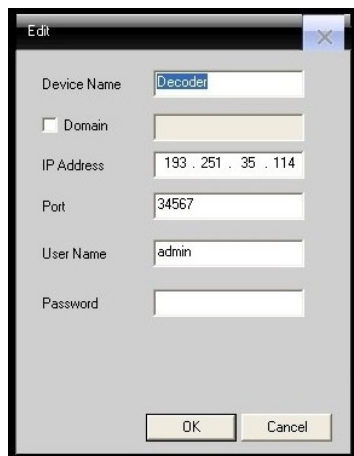 Edit
Device Name Decoder
Domain
IP Address 193 . 251 . 35 . 114
Port 34567
User Name admin
Password
OK Cancel